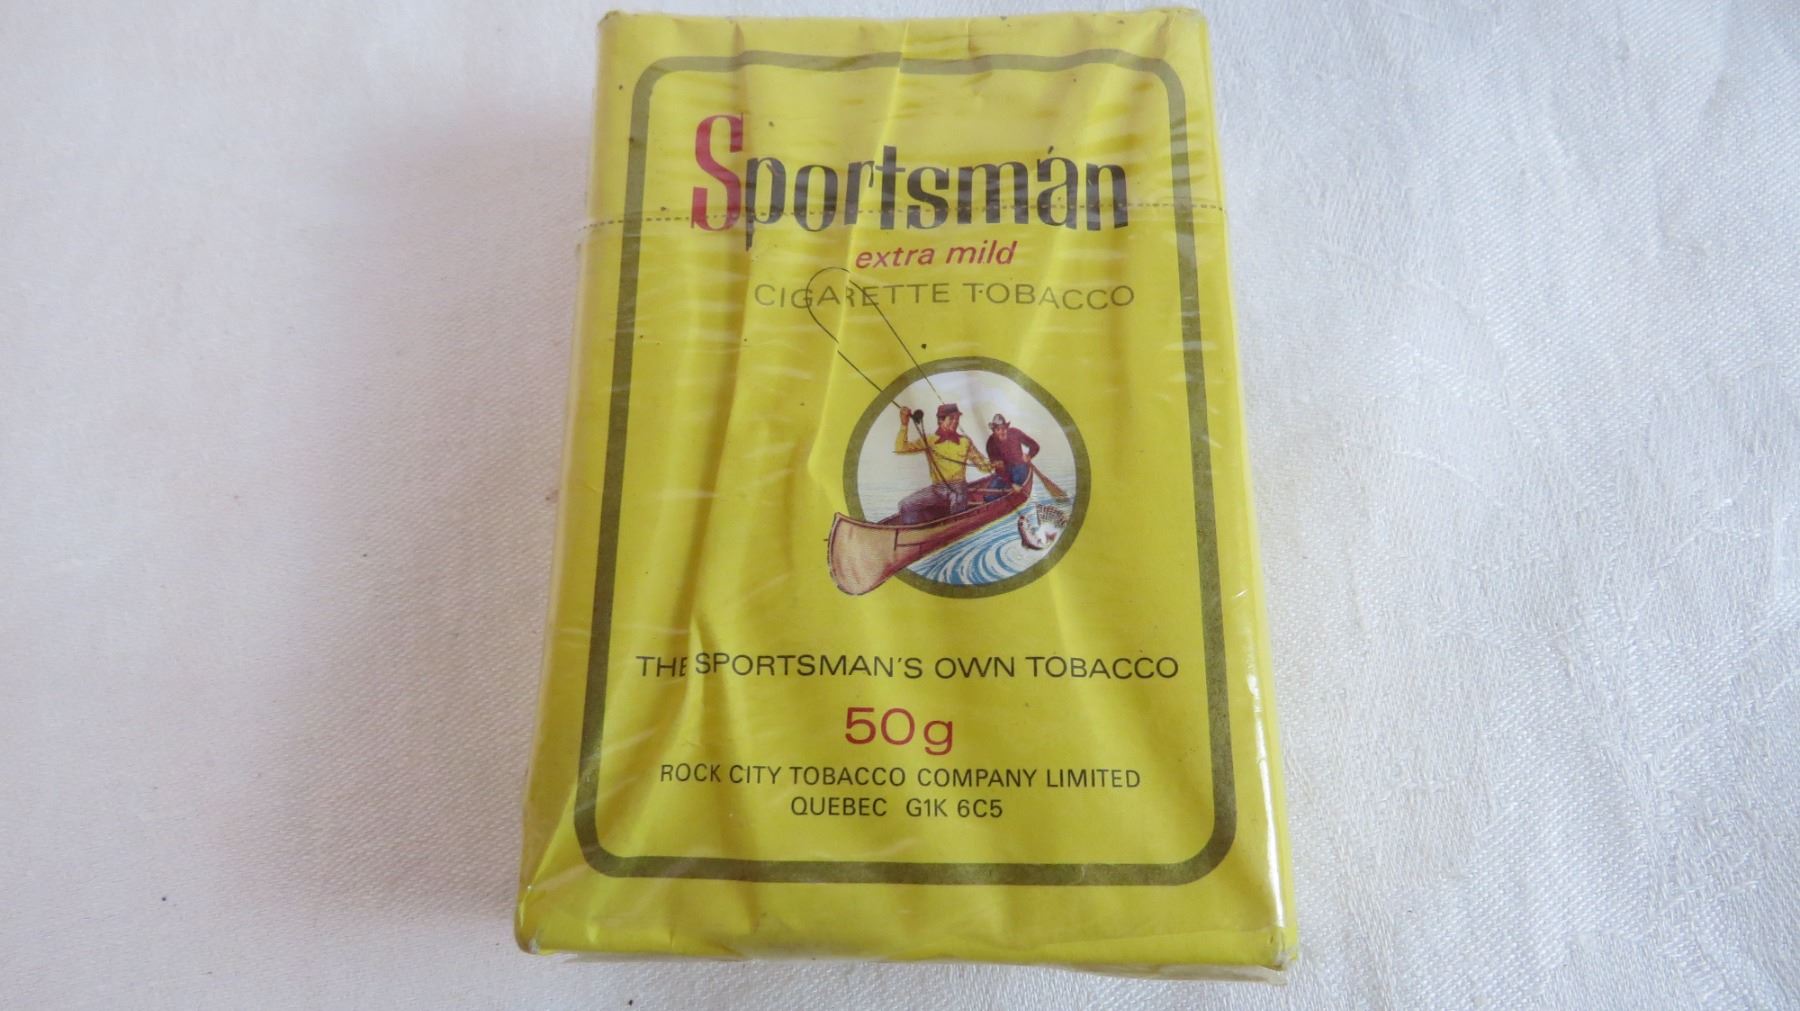 Sportsman
extra mild
CIGARETTE TOBACCO
THE SPORTSMAN'S OWN TOBACCO
50g
ROCK CITY TOBACCO COMPANY LIMITED
QUEBEC G1K 6C5